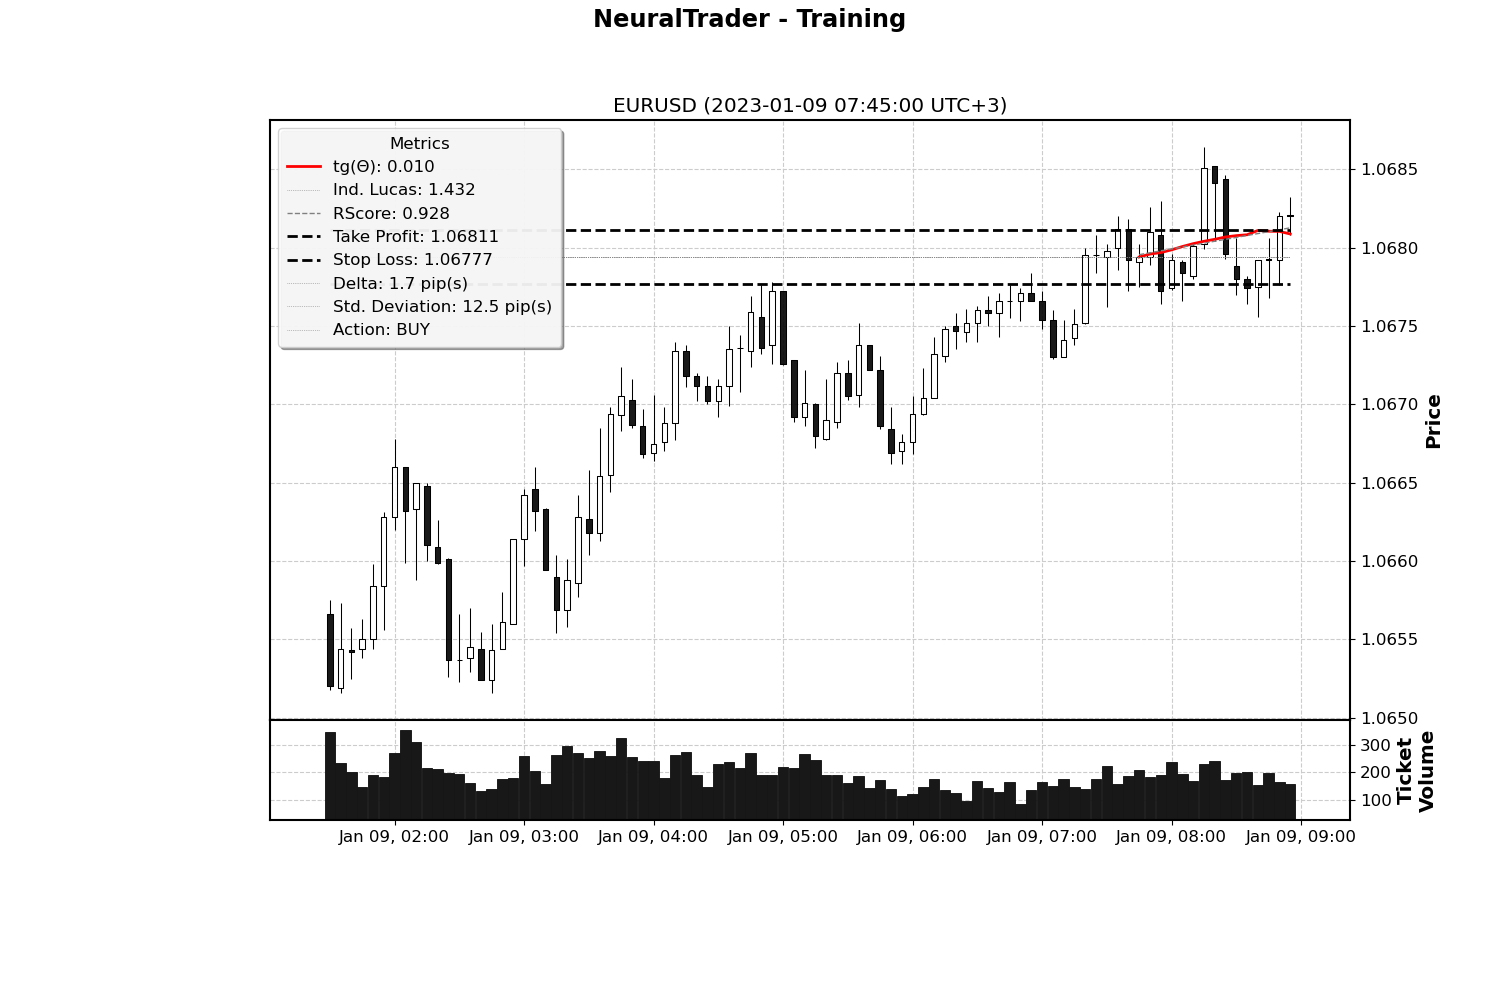 NeuralTrader - Training
EURUSD (2023-01-09 07:45:00 UTC+3)
Metrics
tg(Θ): 0.010
Ind. Lucas: 1.432
RScore: 0.928
Take Profit: 1.06811
Stop Loss: 1.06777
Delta: 1.7 pip(s)
Std. Deviation: 12.5 pip(s)
Action: BUY
1.0685
1.0680
1.0675
1.0670
1.0665
1.0660
1.0655
1.0650
Price
300
200
100
Ticket
Volume
Jan 09, 02:00 Jan 09, 03:00 Jan 09, 04:00 Jan 09, 05:00 Jan 09, 06:00 Jan 09, 07:00 Jan 09, 08:00 Jan 09, 09:00